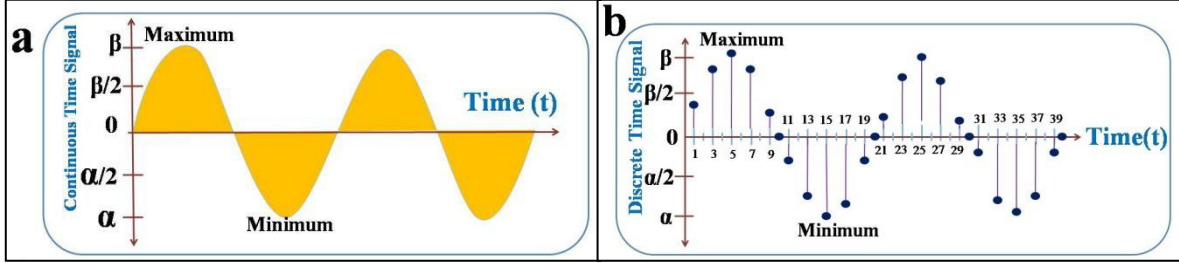 a
Continuous Time Signal
β
β/2
0
α/2
α
Maximum
Minimum
Time (t)
b
Discrete Time Signal
β
β/2
0
α/2
α
Maximum
11 13 15 17 19 31 33 35 37 39
1 3 5 7 9 21 23 25 27 29
Time(t)
Minimum